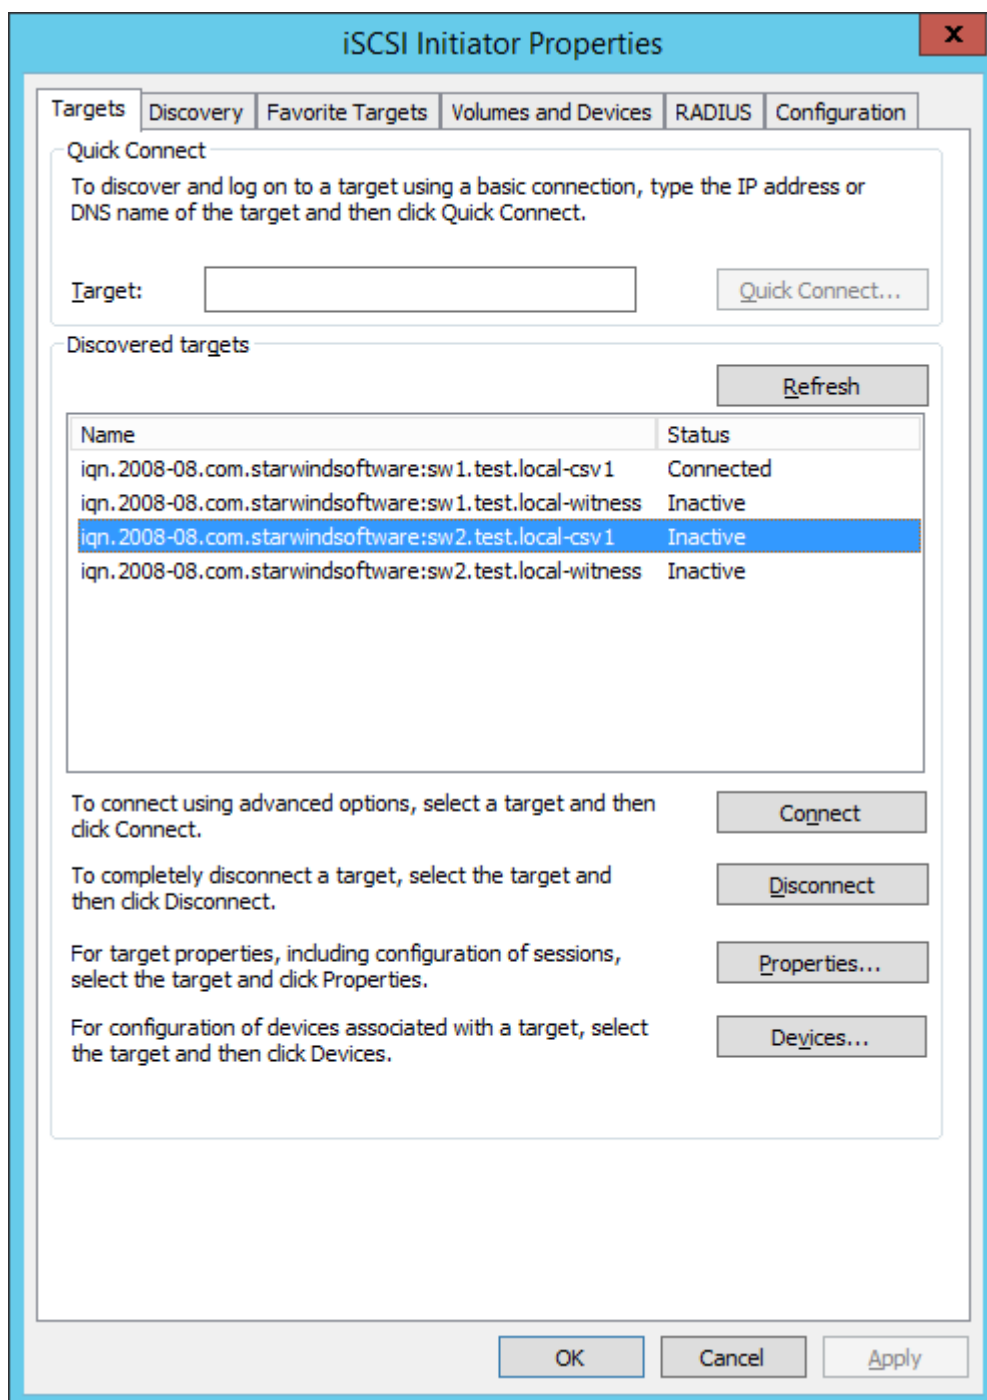 iSCSI Initiator Properties
x
Targets Discovery Favorite Targets Volumes and Devices RADIUS Configuration
Quick Connect
To discover and log on to a target using a basic connection, type the IP address or
DNS name of the target and then click Quick Connect.
Target:
Quick Connect...
Discovered targets
Refresh
Name Status
iqn.2008-08.com.starwindsoftware:sw1.test.local-csv1 Connected
iqn.2008-08.com.starwindsoftware:sw1.test.local-witness Inactive
iqn.2008-08.com.starwindsoftware:sw2.test.local-csv1 Inactive
iqn.2008-08.com.starwindsoftware:sw2.test.local-witness Inactive
To connect using advanced options, select a target and then
click Connect.
Connect
To completely disconnect a target, select the target and
then click Disconnect.
Disconnect
For target properties, including configuration of sessions,
select the target and click Properties.
Properties...
For configuration of devices associated with a target, select
the target and then click Devices.
Devices...
OK Cancel Apply